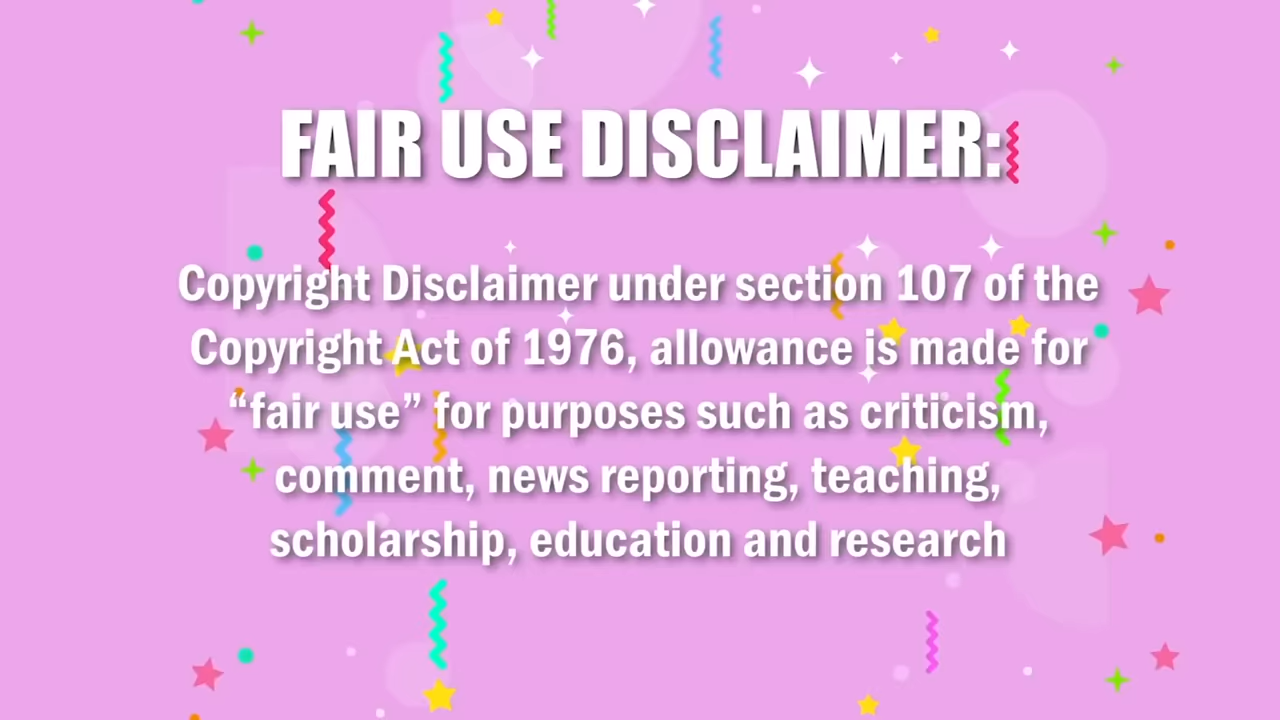 FAIR USE DISCLAIMER:
Copyright Disclaimer under section 107 of the
Copyright Act of 1976, allowance is made for
“fair use” for purposes such as criticism,
comment, news reporting, teaching,
scholarship, education and research